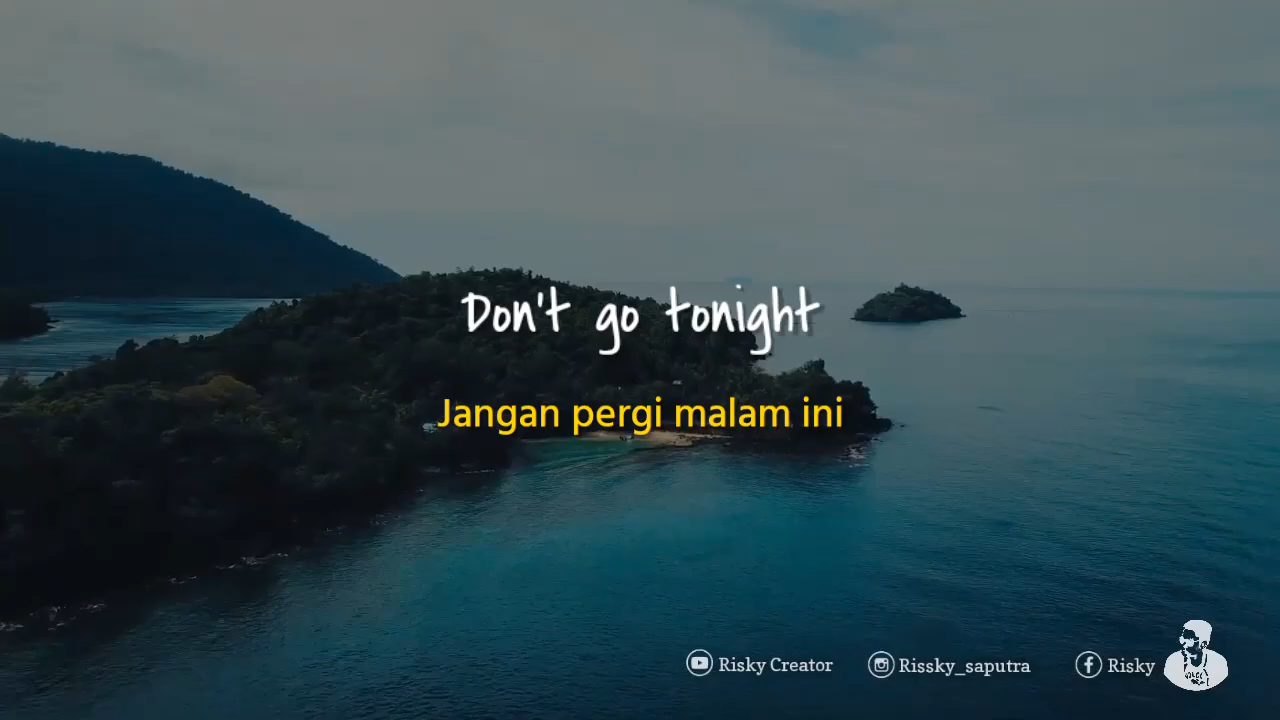 Don't go tonight
Jangan pergi malam ini
Risky Creator Rissky_saputra Risky